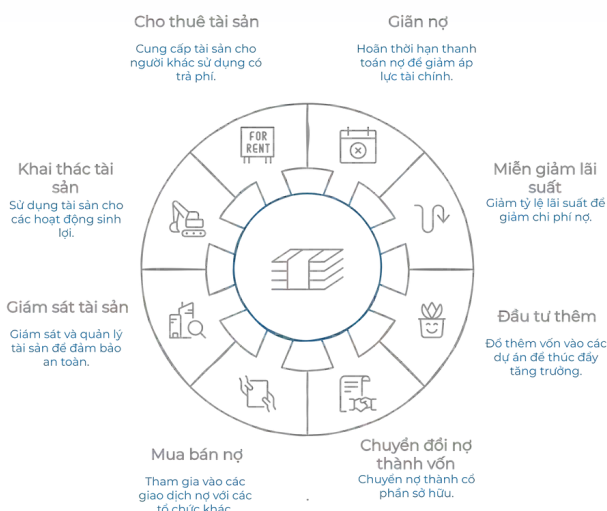 Cho thuê tài sản
Cung cấp tài sản cho
người khác sử dụng có
trả phí.
Giãn nợ
Hoãn thời hạn thanh
toán nợ để giảm áp
lực tài chính.
FOR
RENT
Khai thác tài
sản
Sử dụng tài sản cho
các hoạt động sinh
lợi.
Miễn giảm lãi
suất
Giảm tỷ lệ lãi suất để
giảm chi phí nợ.
Giám sát tài sản
Giám sát và quản lý
tài sản để đảm bảo
an toàn.
Đầu tư thêm
Đổ thêm vốn vào các
dự án để thúc đẩy
tăng trưởng.
Mua bán nợ
Tham gia vào các
giao dịch nợ với các
tổ chức khác.
Chuyển đổi nợ
thành vốn
Chuyển nợ thành cổ
phần sở hữu.